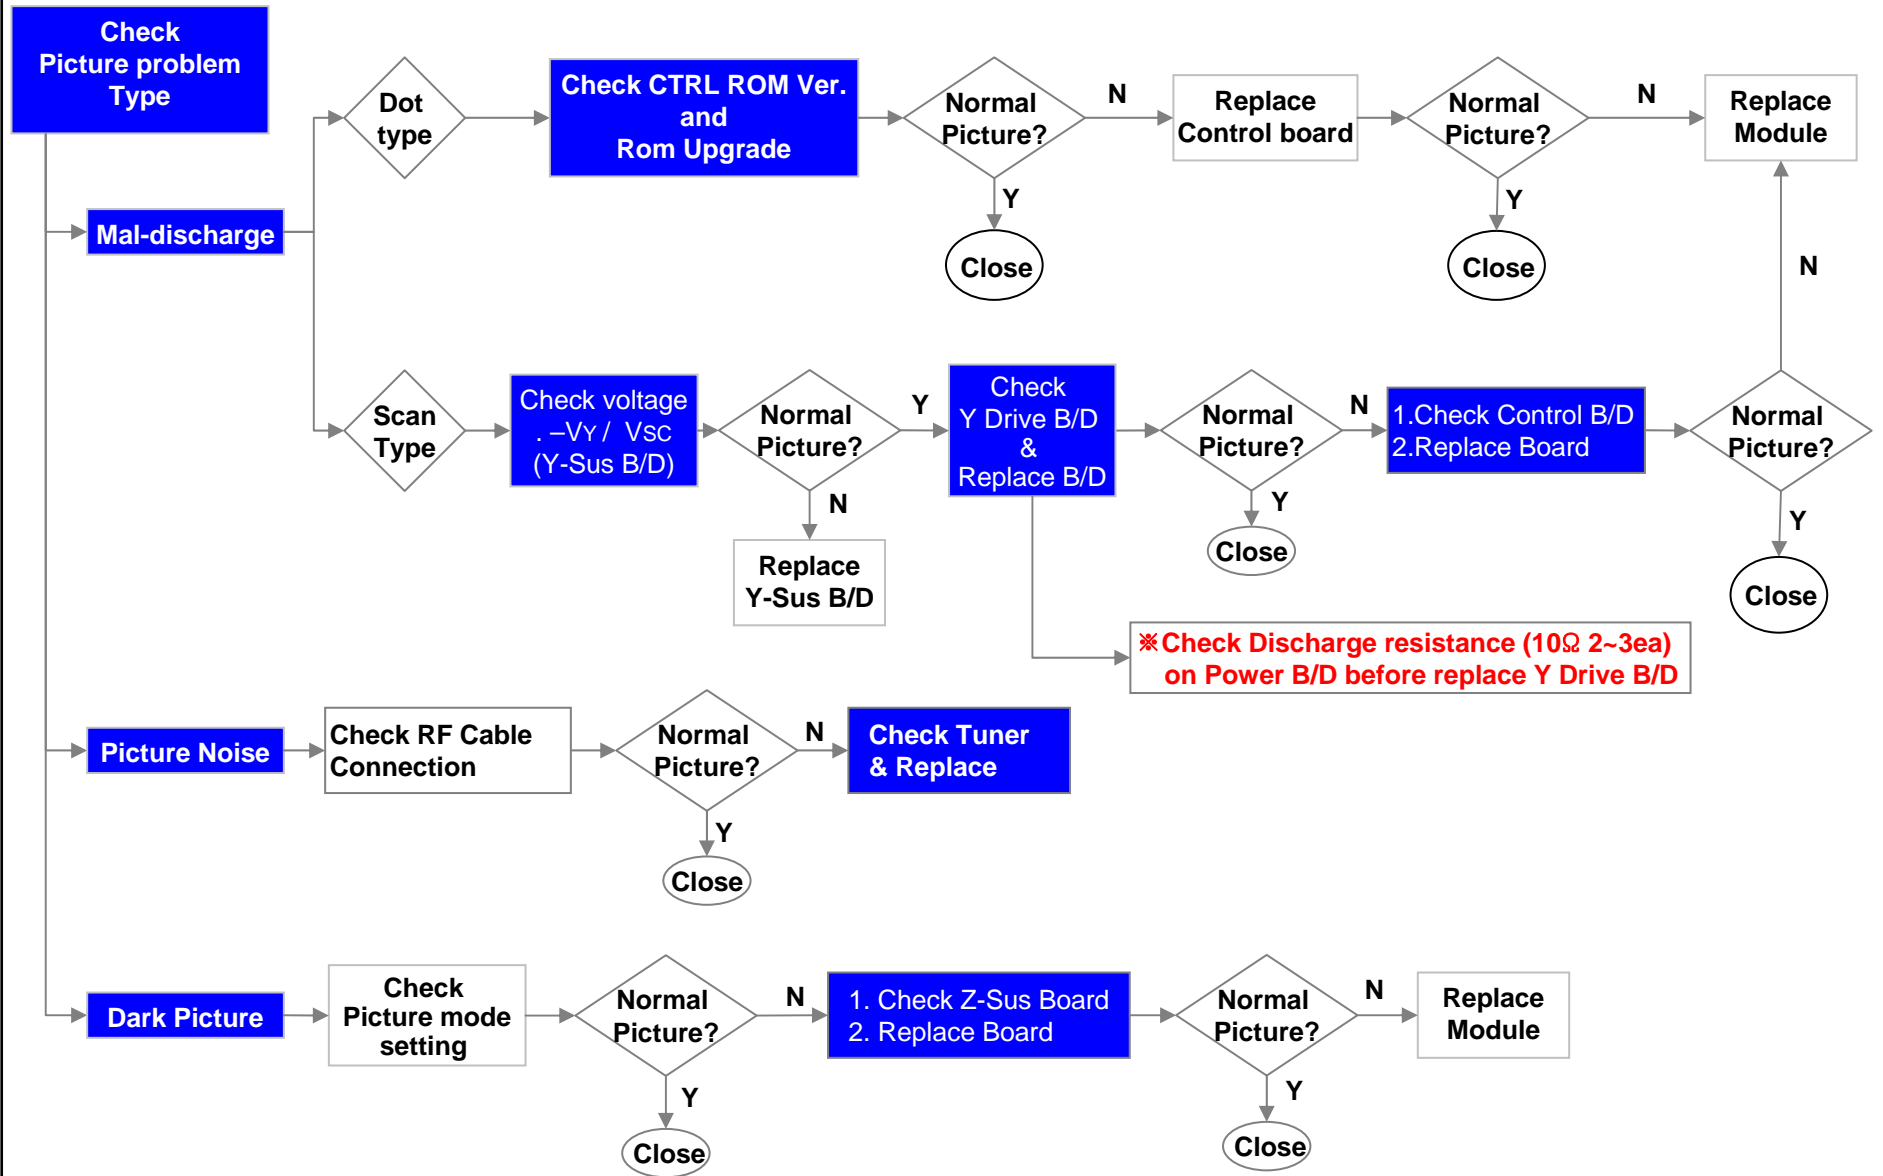 Check
Picture problem
Type
Dot
type
Check CTRL ROM Ver.
and
Rom Upgrade
Normal
Picture?
N
Y
Close
Replace
Control board
Normal
Picture?
N
Y
Close
Replace
Module
Mal-discharge
Scan
Type
Check voltage
. –VY / VSC
(Y-Sus B/D)
Normal
Picture?
Y
N
Replace
Y-Sus B/D
Check
Y Drive B/D
&
Replace B/D
Normal
Picture?
N
Y
Close
1.Check Control B/D
2.Replace Board
Normal
Picture?
N
Y
Close
※Check Discharge resistance (10Ω 2~3ea)
on Power B/D before replace Y Drive B/D
Picture Noise
Check RF Cable
Connection
Normal
Picture?
N
Y
Close
Check Tuner
& Replace
Dark Picture
Check
Picture mode
setting
Normal
Picture?
N
Y
Close
1. Check Z-Sus Board
2. Replace Board
Normal
Picture?
N
Y
Close
Replace
Module